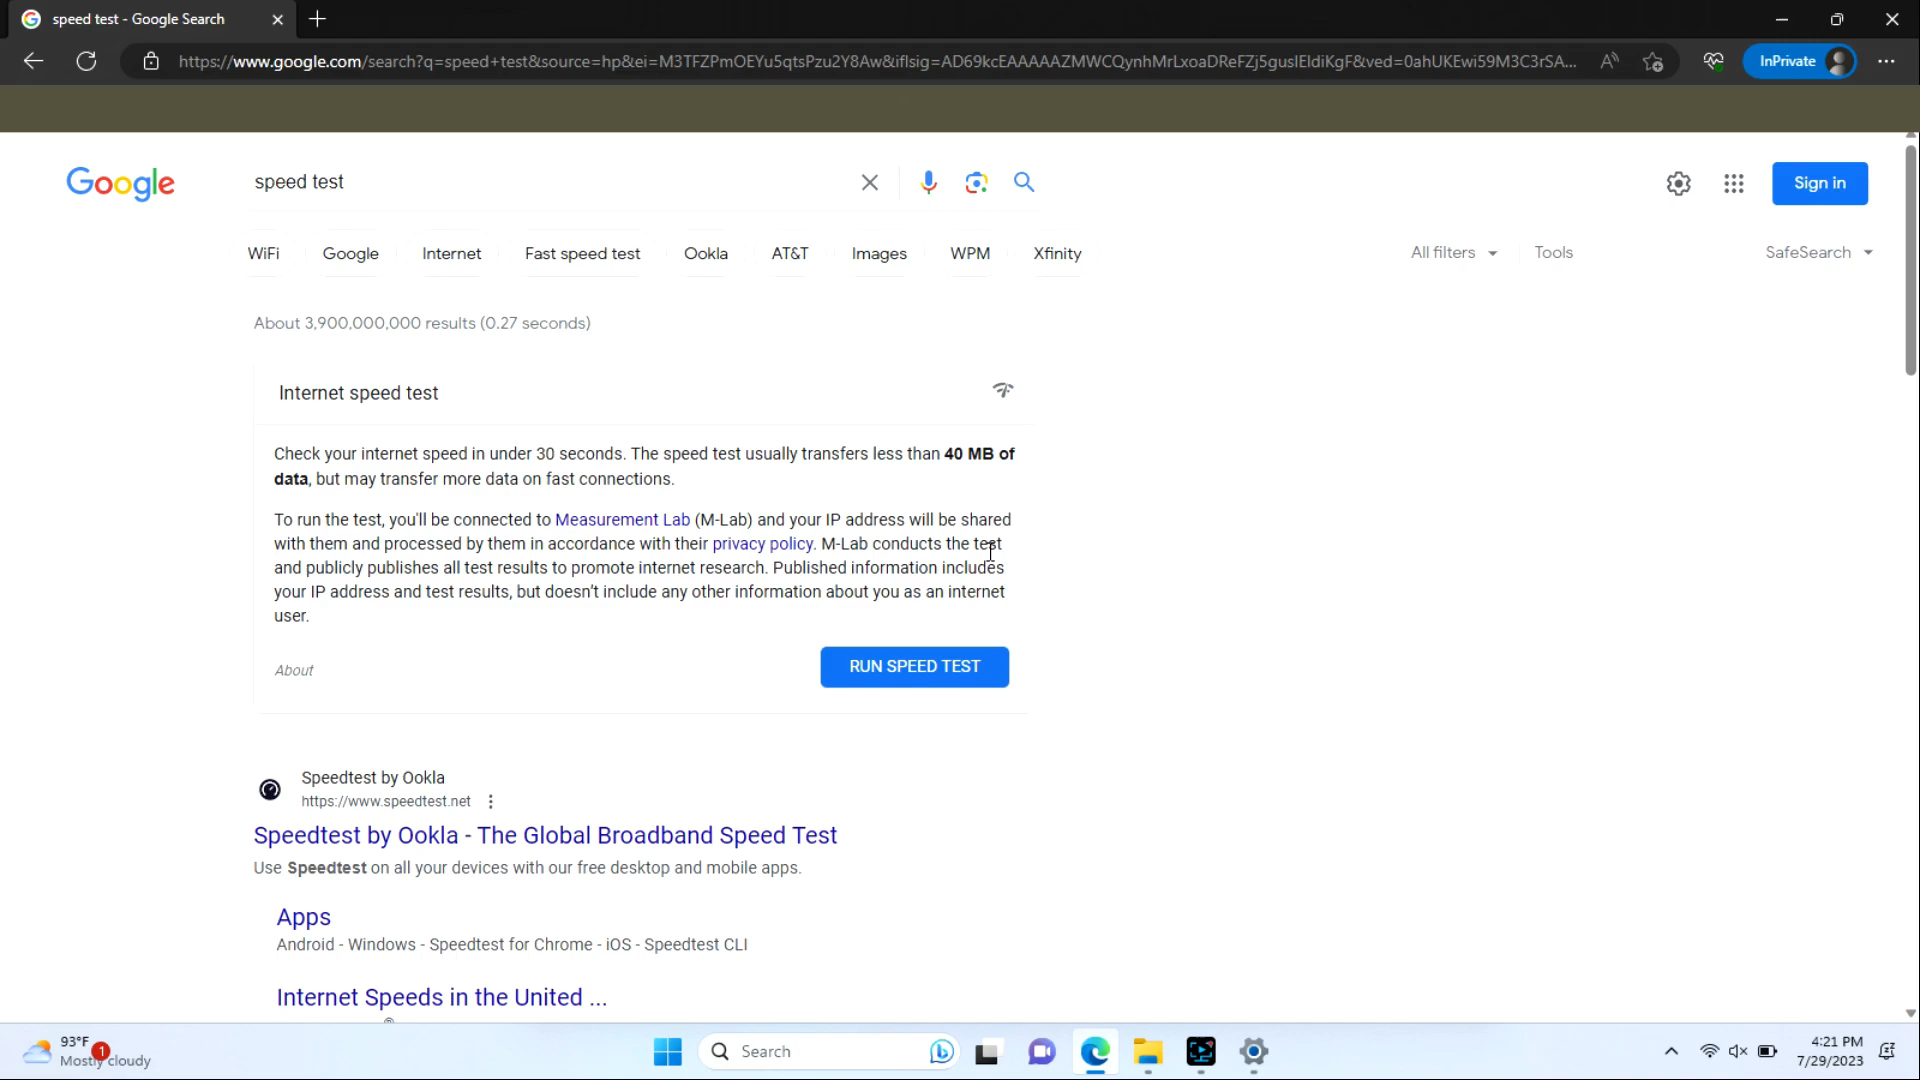 speed test - Google Search
https://www.google.com/search?q=speed+test&source=hp&ei=M3TFZPmOEYu5qtsPzu2Y8Aw&iflsig=AD69kcEAAAAAZMWCQynhMrLxoaDReFZj5guslEldiKgF&ved=0ahUKEwi59M3C3rSA...
InPrivate
Google
speed test
Sign in
WiFi Google Internet Fast speed test Ookla AT&T Images WPM Xfinity All filters Tools SafeSearch
About 3,900,000,000 results (0.27 seconds)
Internet speed test
Check your internet speed in under 30 seconds. The speed test usually transfers less than 40 MB of
data, but may transfer more data on fast connections.
To run the test, you'll be connected to Measurement Lab (M-Lab) and your IP address will be shared
with them and processed by them in accordance with their privacy policy. M-Lab conducts the test
and publicly publishes all test results to promote internet research. Published information includes
your IP address and test results, but doesn't include any other information about you as an internet
user.
About
RUN SPEED TEST
Speedtest by Ookla
https://www.speedtest.net
Speedtest by Ookla - The Global Broadband Speed Test
Use Speedtest on all your devices with our free desktop and mobile apps.
Apps
Android - Windows - Speedtest for Chrome - iOS - Speedtest CLI
Internet Speeds in the United ...
93°F
1
Mostly cloudy
Search
4:21 PM
7/29/2023